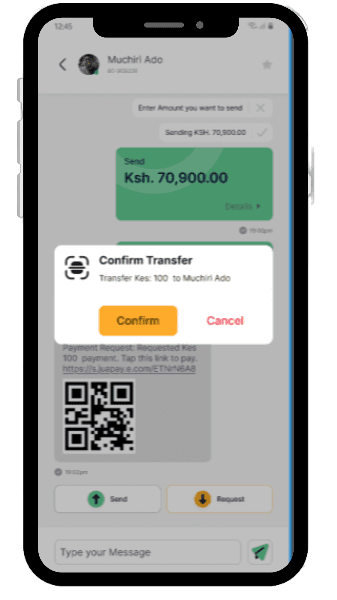 12:45
Muchiri Ado
Enter Amount you want to send
Sending KSH. 70,900.00
Send
Ksh. 70,900.00
Details
19:02pm
Confirm Transfer
Transfer Kes: 100 to Muchiri Ado
Confirm
Cancel
Payment Request: Requested Kes
100 payment. Tap this link to pay.
https://s.juapay.e.com/ETNrN6A8
19:02pm
Send
Request
Type your Message